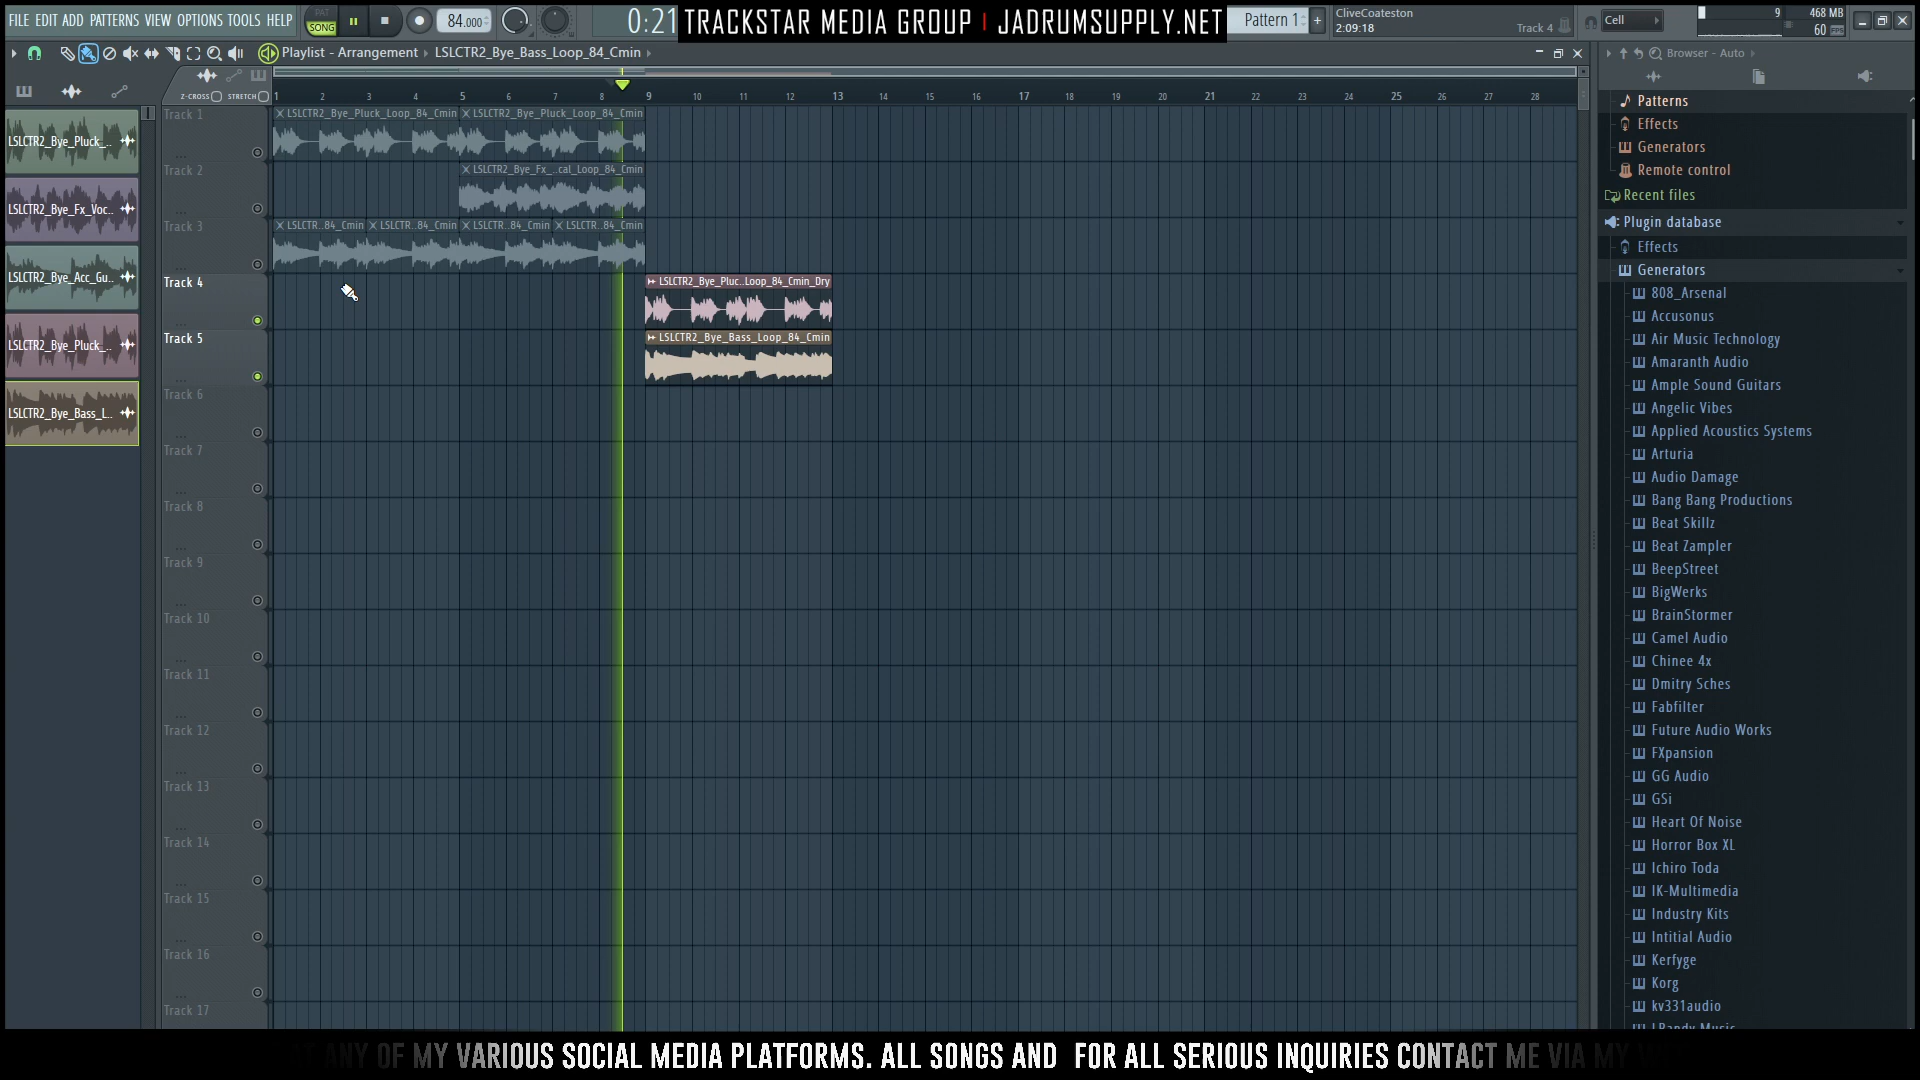 FILE EDIT ADD PATTERNS VIEW OPTIONS TOOLS HELP
PAT
SONG
84.000
0:21
TRACKSTAR MEDIA GROUP | JADRUMSUPPLY.NET
Pattern 1
+
CliveCoateston
2:09:18
Track 4
Cell
9
468 MB
60 FPS
Playlist - Arrangement
LSLCTR2_Bye_Bass_Loop_84_Cmin
Browser - Auto
Z-CROSS
STRETCH
1 2 3 4 5 6 7 8 9 10 11 12 13 14 15 16 17 18 19 20 21 22 23 24 25 26 27 28
LSLCTR2_Bye_Pluck_..
LSLCTR2_Bye_Fx_Voc..
LSLCTR2_Bye_Acc_Gu..
LSLCTR2_Bye_Pluck_..
LSLCTR2_Bye_Bass_L..
Track 1
LSLCTR2_Bye_Pluck_Loop_84_Cmin
LSLCTR2_Bye_Pluck_Loop_84_Cmin
Track 2
LSLCTR2_Bye_Fx_..cal_Loop_84_Cmin
Track 3
LSLCTR..84_Cmin
LSLCTR..84_Cmin
LSLCTR..84_Cmin
LSLCTR..84_Cmin
Track 4
LSLCTR2_Bye_Pluc..Loop_84_Cmin_Dry
Track 5
LSLCTR2_Bye_Bass_Loop_84_Cmin
Track 6
Track 7
Track 8
Track 9
Track 10
Track 11
Track 12
Track 13
Track 14
Track 15
Track 16
Track 17
Patterns
Effects
Generators
Remote control
Recent files
Plugin database
Effects
Generators
808_Arsenal
Accusonus
Air Music Technology
Amaranth Audio
Ample Sound Guitars
Angelic Vibes
Applied Acoustics Systems
Arturia
Audio Damage
Bang Bang Productions
Beat Skillz
Beat Zampler
BeepStreet
BigWerks
BrainStormer
Camel Audio
Chinee 4x
Dmitry Sches
Fabfilter
Future Audio Works
FXpansion
GG Audio
GSi
Heart Of Noise
Horror Box XL
Ichiro Toda
IK-Multimedia
Industry Kits
Intitial Audio
Kerfyge
Korg
kv331audio
AT ANY OF MY VARIOUS SOCIAL MEDIA PLATFORMS. ALL SONGS AND FOR ALL SERIOUS INQUIRIES CONTACT ME VIA MY